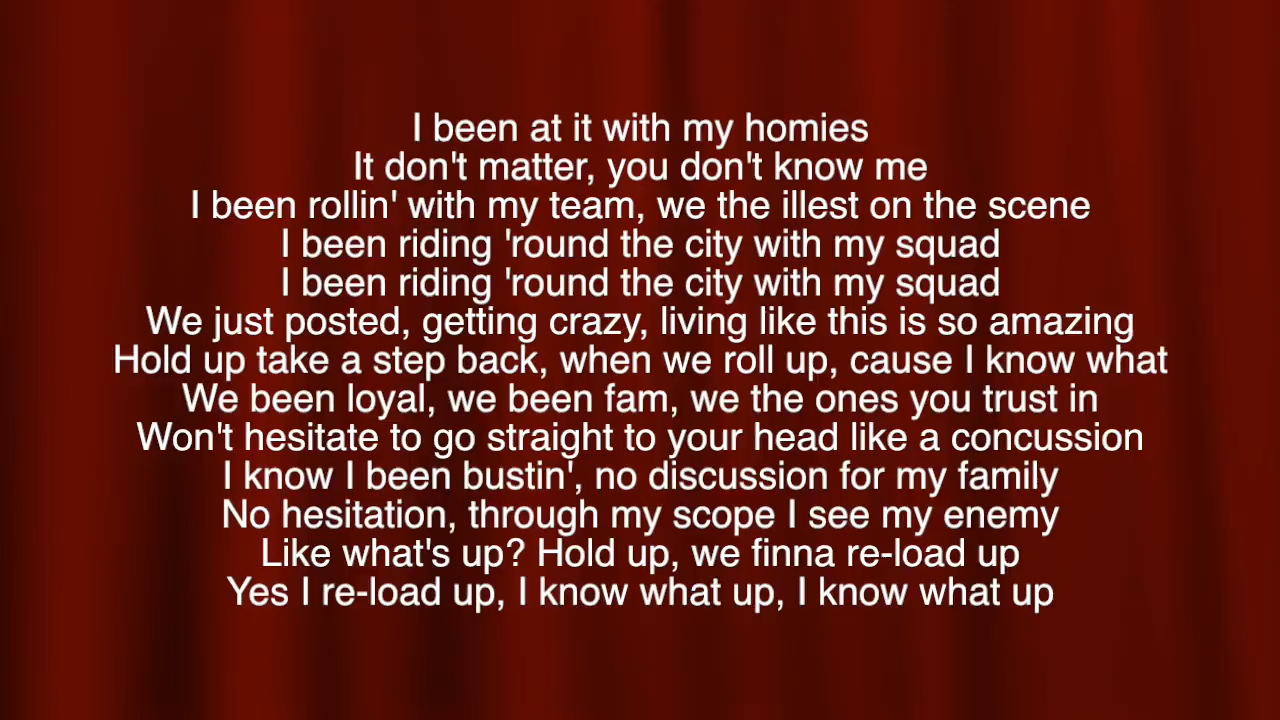 I been at it with my homies
It don't matter, you don't know me
I been rollin' with my team, we the illest on the scene
I been riding 'round the city with my squad
I been riding 'round the city with my squad
We just posted, getting crazy, living like this is so amazing
Hold up take a step back, when we roll up, cause I know what
We been loyal, we been fam, we the ones you trust in
Won't hesitate to go straight to your head like a concussion
I know I been bustin', no discussion for my family
No hesitation, through my scope I see my enemy
Like what's up? Hold up, we finna re-load up
Yes I re-load up, I know what up, I know what up